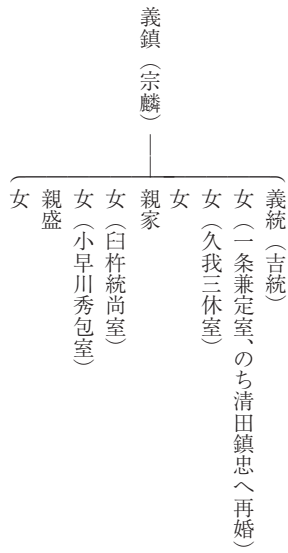 義鎮（宗麟）
義統（吉統）
女（一条兼定室、のち清田鎮忠へ再婚）
女（久我三休室）
女
親家
女（臼杵統尚室）
女（小早川秀包室）
親盛
女